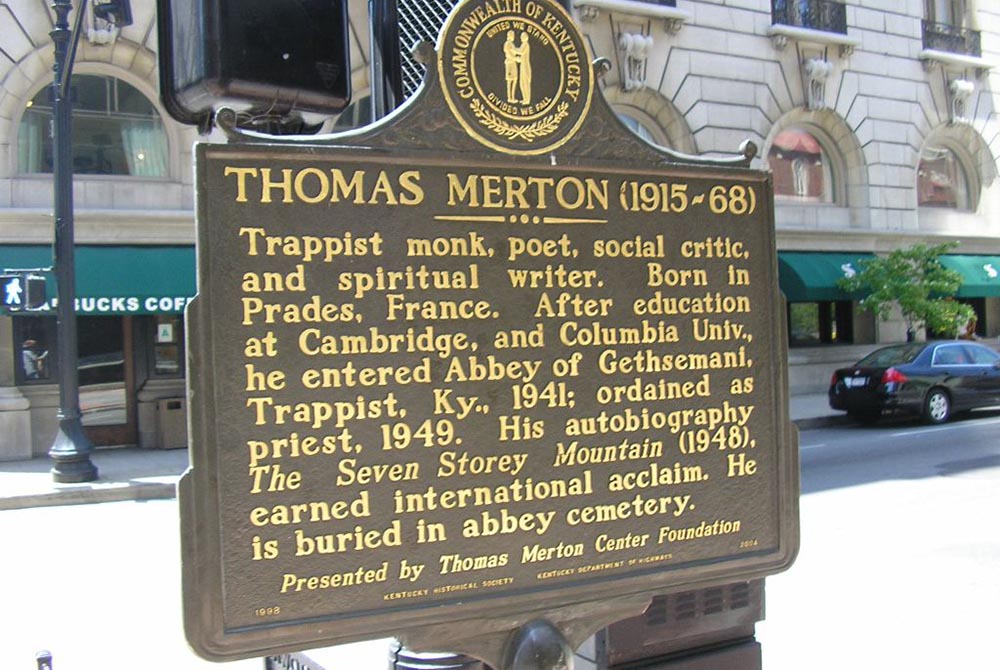 COMMONWEALTH OF KENTUCKY
UNITED WE STAND
DIVIDED WE FALL
THOMAS MERTON (1915~68)
Trappist monk, poet, social critic,
and spiritual writer. Born in
Prades, France. After education
at Cambridge, and Columbia Univ.,
he entered Abbey of Gethsemani,
Trappist, Ky., 1941; ordained as
priest, 1949. His autobiography
The Seven Storey Mountain (1948),
earned international acclaim. He
is buried in abbey cemetery.
Presented by Thomas Merton Center Foundation
1998
KENTUCKY HISTORICAL SOCIETY
KENTUCKY DEPARTMENT OF HIGHWAYS
2004
BUCKS COF